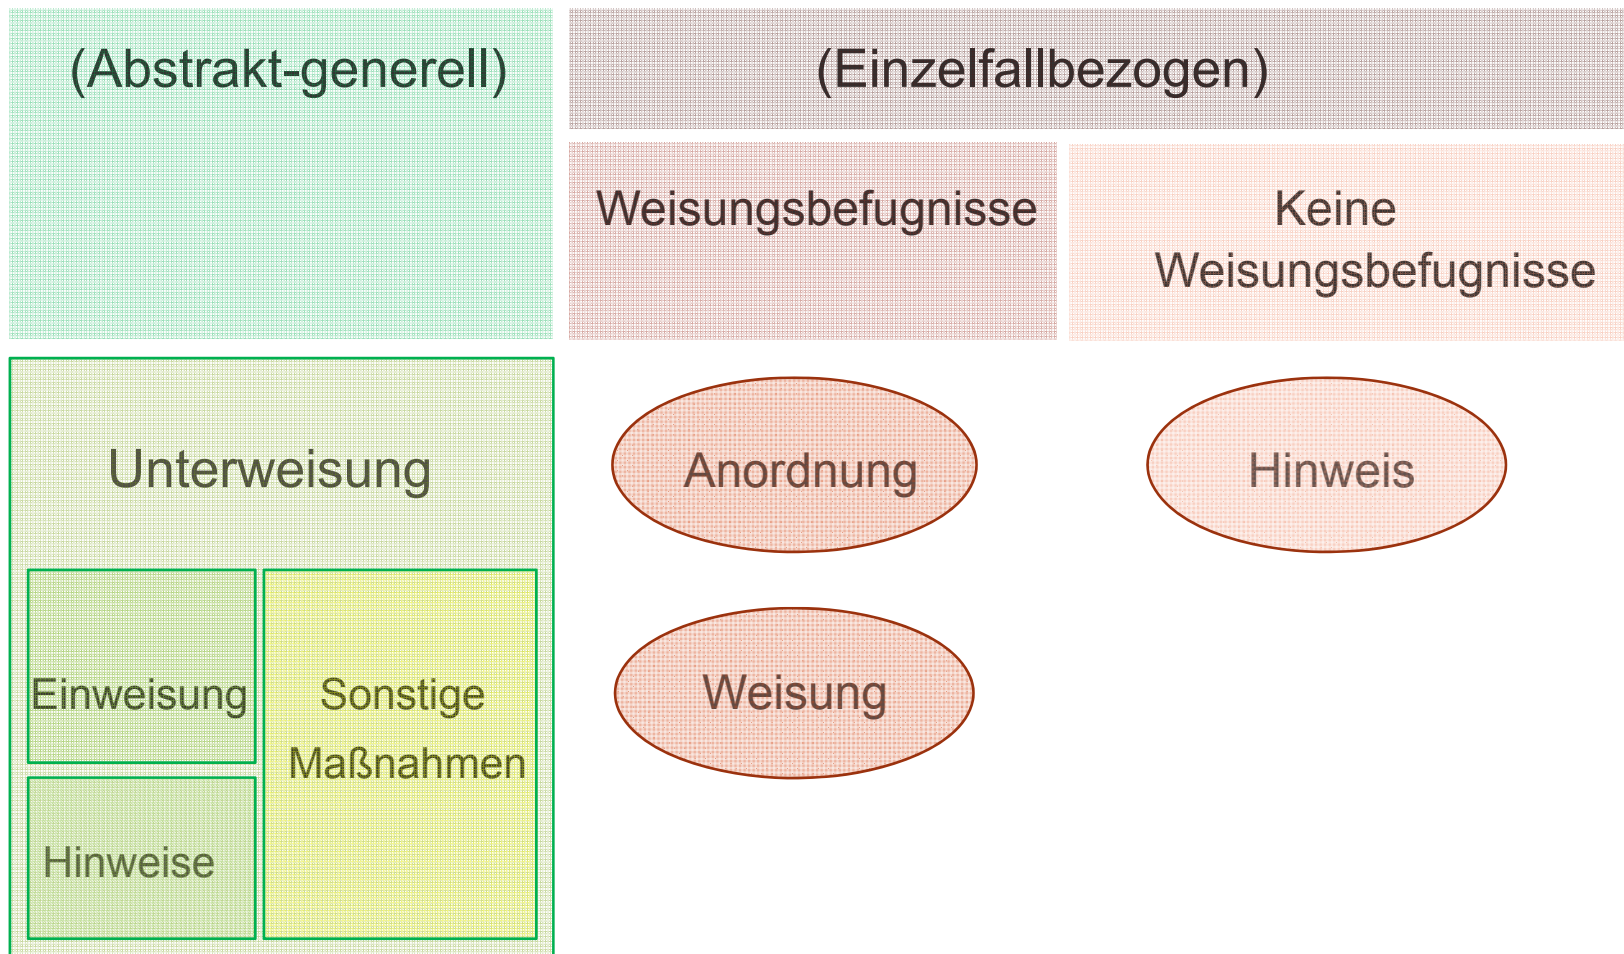 (Abstrakt-generell)
(Einzelfallbezogen)
Weisungsbefugnisse
Keine
Weisungsbefugnisse
Unterweisung
Anordnung
Hinweis
Einweisung
Sonstige
Maßnahmen
Weisung
Hinweise